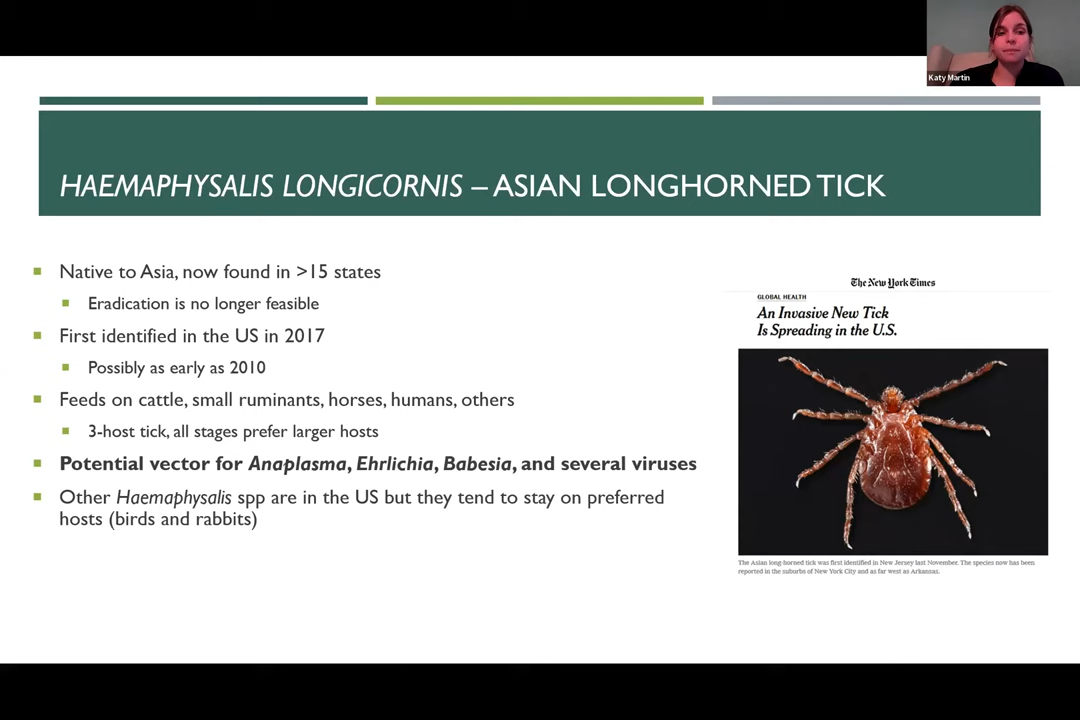 Katy Martin
HAEMAPHYSALIS LONGICORNIS – ASIAN LONGHORNED TICK
Native to Asia, now found in >15 states
Eradication is no longer feasible
First identified in the US in 2017
Possibly as early as 2010
Feeds on cattle, small ruminants, horses, humans, others
3-host tick, all stages prefer larger hosts
Potential vector for Anaplasma, Ehrlichia, Babesia, and several viruses
Other Haemaphysalis spp are in the US but they tend to stay on preferred
hosts (birds and rabbits)
The New York Times
GLOBAL HEALTH
An Invasive New Tick
Is Spreading in the U.S.
The Asian long-horned tick was first identified in New Jersey last November. The species now has been
reported in the suburbs of New York City and as far west as Arkansas.